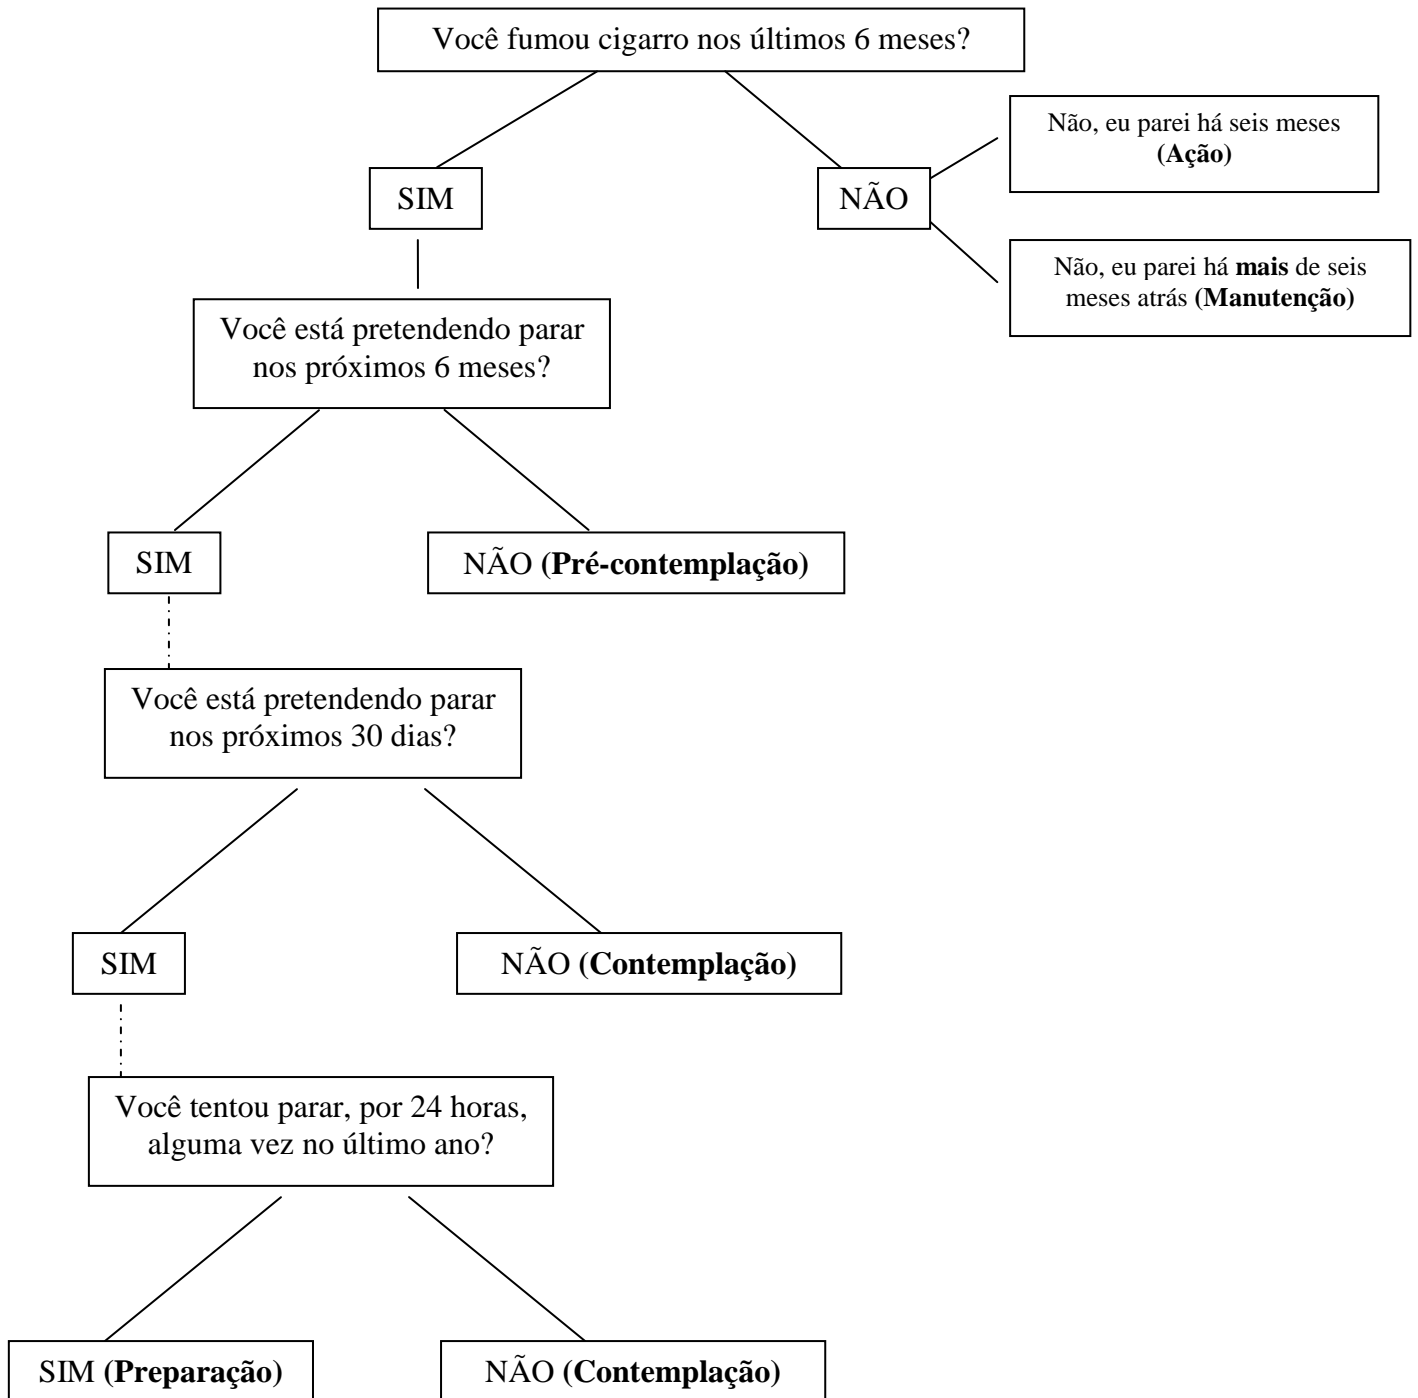 Você fumou cigarro nos últimos 6 meses?
Não, eu parei há seis meses
(Ação)
SIM
NÃO
Não, eu parei há mais de seis
meses atrás (Manutenção)
Você está pretendendo parar
nos próximos 6 meses?
SIM
NÃO (Pré-contemplação)
Você está pretendendo parar
nos próximos 30 dias?
SIM
NÃO (Contemplação)
Você tentou parar, por 24 horas,
alguma vez no último ano?
SIM (Preparação)
NÃO (Contemplação)